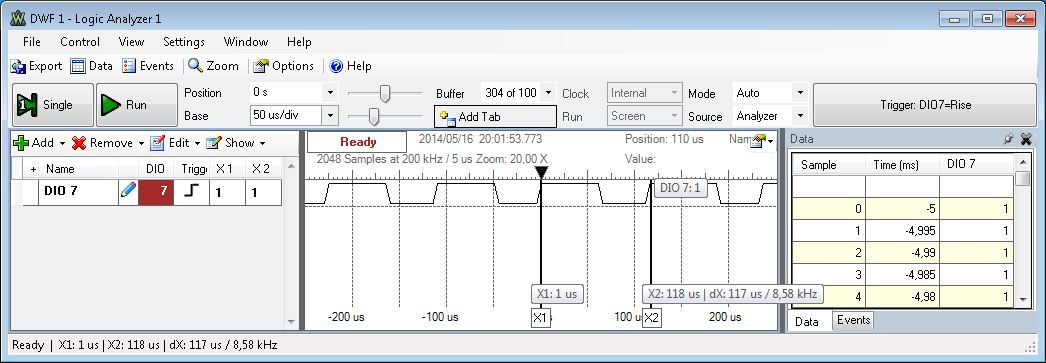 DWF 1 - Logic Analyzer 1
File Control View Settings Window Help
Export Data Events Zoom Options Help
1 Single Run Position 0 s Buffer 304 of 100 Clock Internal Mode Auto Trigger: DIO7=Rise
Base 50 us/div Add Tab Run Screen Source Analyzer
Add Remove Edit Show
+ Name DIO Trigg X 1 X 2
DIO 7 7 1 1
Ready 2014/05/16 20:01:53.773 Position: 110 us Nam
2048 Samples at 200 kHz / 5 us Zoom: 20,00 X Value:
DIO 7: 1
X1: 1 us X2: 118 us | dX: 117 us / 8,58 kHz
-200 us -100 us X1 100 u X2 200 us
Data
Sample Time (ms) DIO 7
0 -5 1
1 -4,995 1
2 -4,99 1
3 -4,985 1
4 -4,98 1
Data Events
Ready | X1: 1 us | X2: 118 us | dX: 117 us / 8,58 kHz